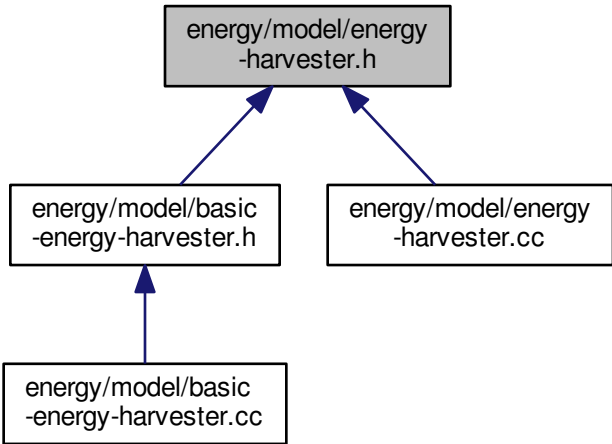 energy/model/energy
-harvester.h
energy/model/basic
-energy-harvester.h
energy/model/energy
-harvester.cc
energy/model/basic
-energy-harvester.cc